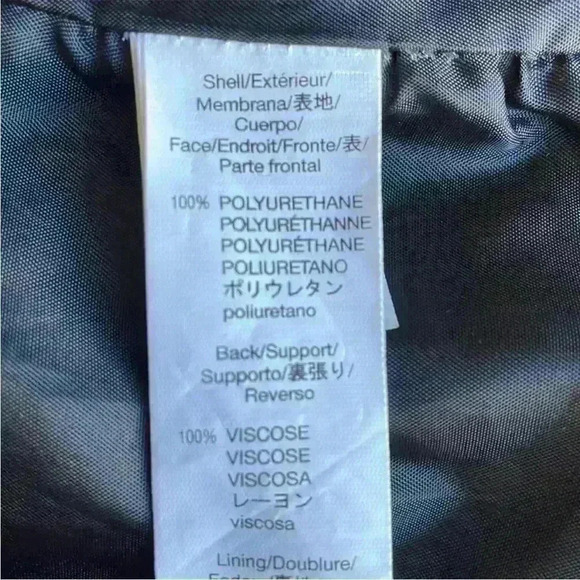 Shell/Extérieur/
Membrana/表地/
Cuerpo/
Face/Endroit/Fronte/表/
Parte frontal
100% POLYURETHANE
POLYURÉTHANNE
POLYURÉTHANE
POLIURETANO
ポリウレタン
poliuretano
Back/Support/
Supporto/裏張り/
Reverso
100% VISCOSE
VISCOSE
VISCOSA
レーヨン
viscosa
Lining/Doublure/